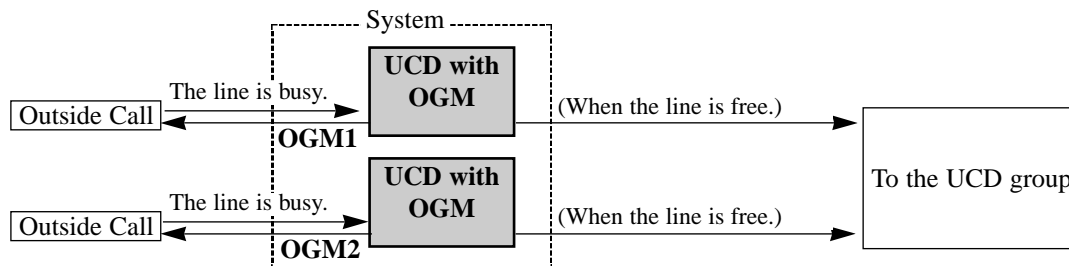 System
UCD with
OGM
The line is busy.
(When the line is free.)
Outside Call
OGM1
To the UCD group
UCD with
OGM
The line is busy.
(When the line is free.)
Outside Call
OGM2